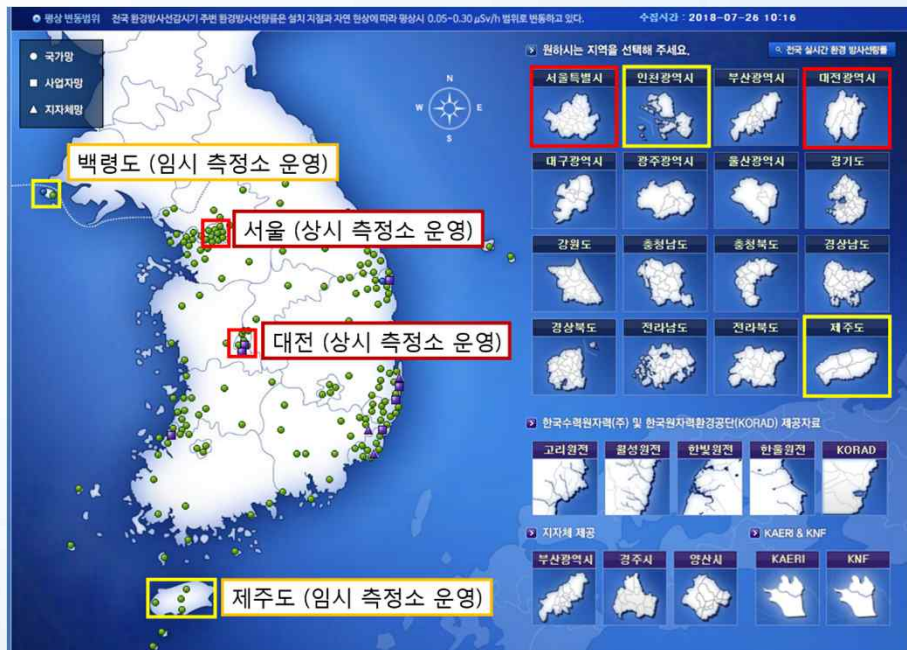 평상 변동범위 전국 환경방사선감시기 주변 환경방사선량률은 설치 지점과 자연 현상에 따라 평상시 0.05~0.30 μSv/h 범위로 변동하고 있다.
수집시간 : 2018-07-26 10:16
국가망
사업자망
지자체망
N
W E
S
백령도 (임시 측정소 운영)
서울 (상시 측정소 운영)
대전 (상시 측정소 운영)
제주도 (임시 측정소 운영)
원하시는 지역을 선택해 주세요.
전국 실시간 환경 방사선량률
서울특별시 인천광역시 부산광역시 대전광역시
대구광역시 광주광역시 울산광역시 경기도
강원도 충청남도 충청북도 경상남도
경상북도 전라남도 전라북도 제주도
한국수력원자력(주) 및 한국원자력환경공단(KORAD) 제공자료
고리원전 월성원전 한빛원전 한울원전 KORAD
지자체 제공 KAERI & KNF
부산광역시 경주시 양산시 KAERI KNF